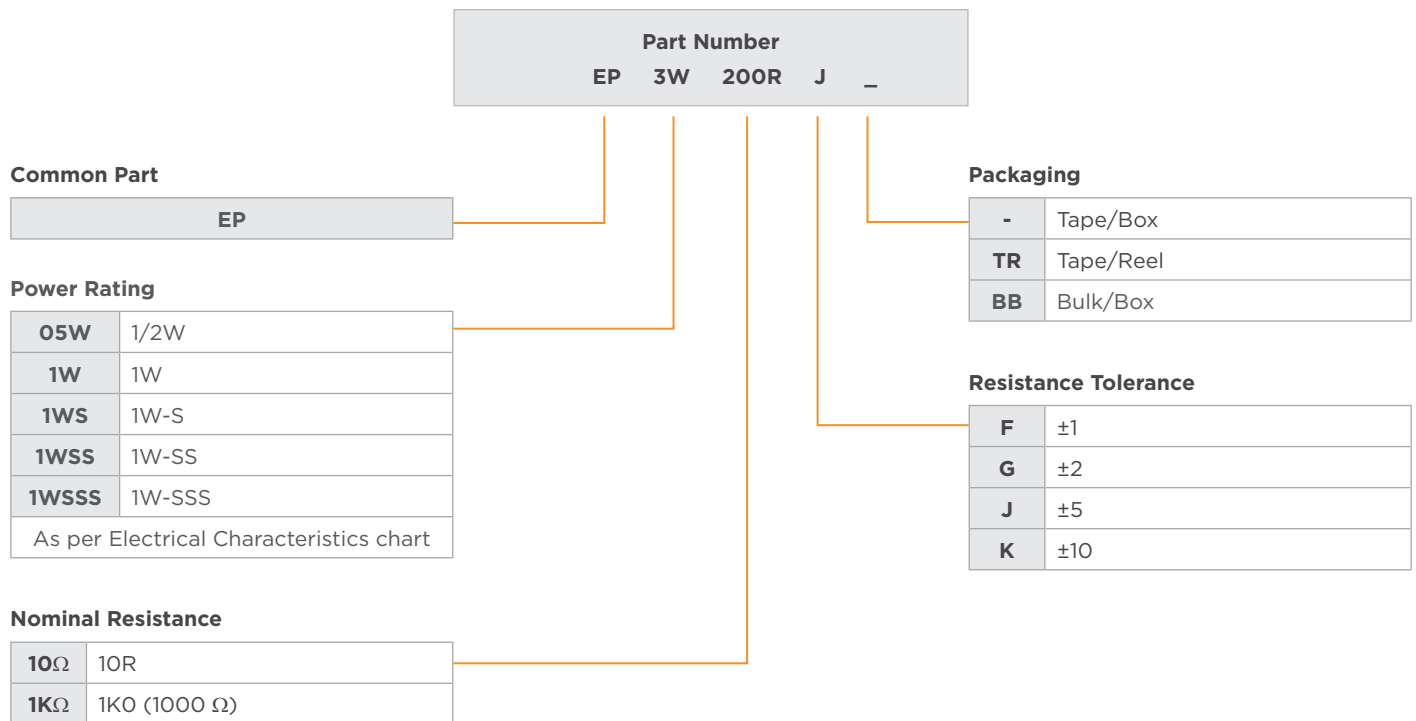 Part Number
EP 3W 200R J _
Common Part
EP
Power Rating
05W 1/2W
1W 1W
1WS 1W-S
1WSS 1W-SS
1WSSS 1W-SSS
As per Electrical Characteristics chart
Nominal Resistance
10Ω 10R
1KΩ 1K0 (1000 Ω)
Packaging
- Tape/Box
TR Tape/Reel
BB Bulk/Box
Resistance Tolerance
F ±1
G ±2
J ±5
K ±10